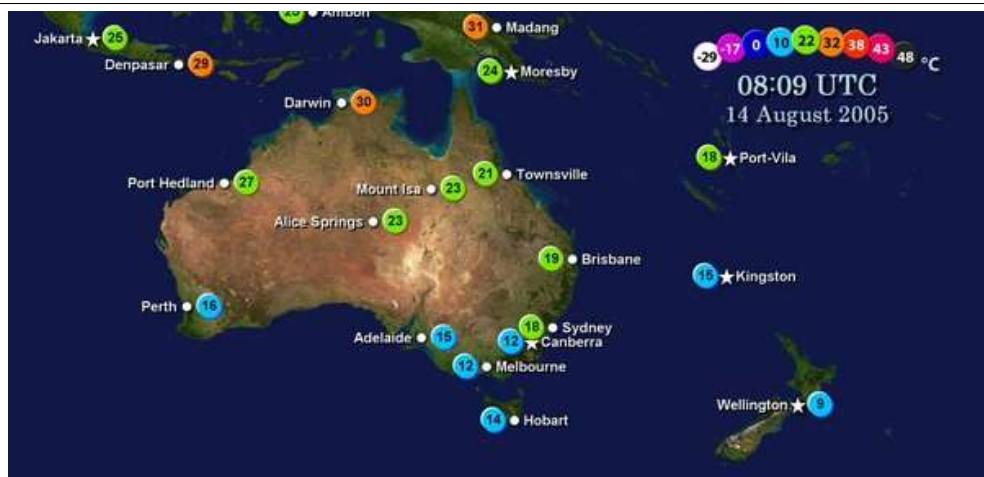 25 Ambon
31 Madang
Jakarta 25
-29 -17 0 10 22 32 38 43 48 °C
Denpasar 29
24 Moresby
08:09 UTC
14 August 2005
Darwin 30
18 Port-Vila
21 Townsville
Port Hedland 27
Mount Isa 23
Alice Springs 23
19 Brisbane
15 Kingston
Perth 16
18 Sydney
Adelaide 15
12 Canberra
12 Melbourne
Wellington 9
14 Hobart